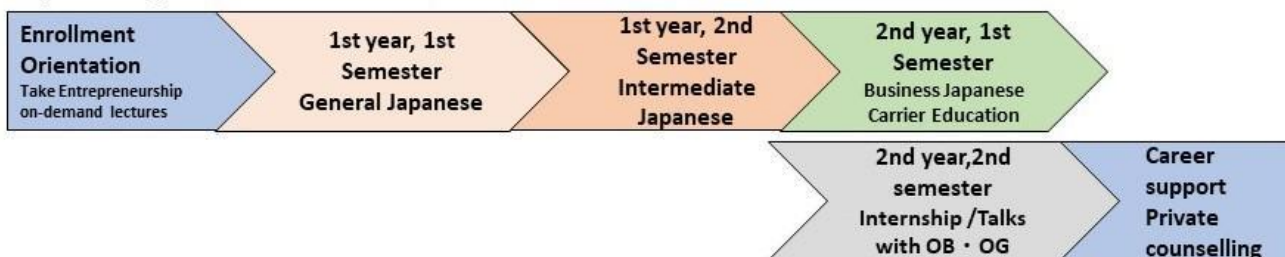 Enrollment
Orientation
Take Entrepreneurship
on-demand lectures
1st year, 1st
Semester
General Japanese
1st year, 2nd
Semester
Intermediate
Japanese
2nd year, 1st
Semester
Business Japanese
Carrier Education
2nd year,2nd
semester
Internship /Talks
with OB・OG
Career
support
Private
counselling